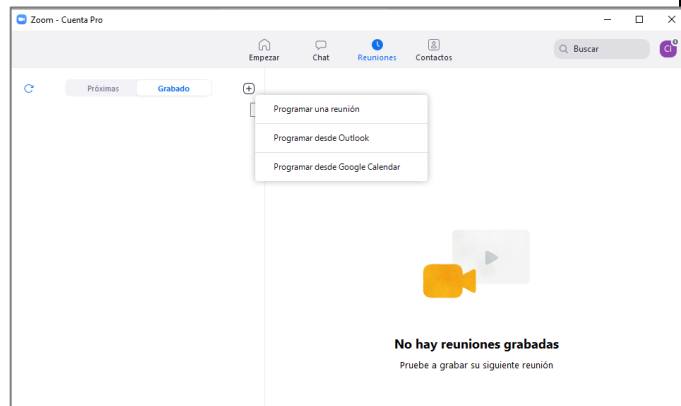 Zoom - Cuenta Pro
Empezar
Chat
Reuniones
Contactos
Buscar
CI
Próximas
Grabado
Programar una reunión
Programar desde Outlook
Programar desde Google Calendar
No hay reuniones grabadas
Pruebe a grabar su siguiente reunión